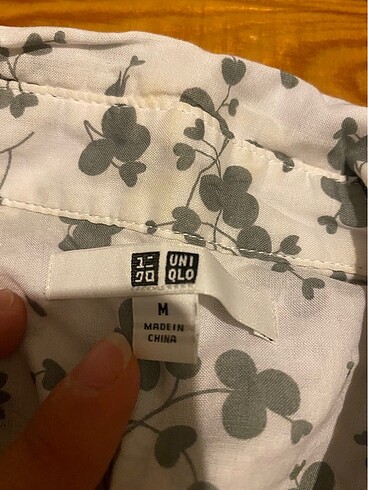 ユニ UNI
クロ QLO
M
MADE IN
CHINA